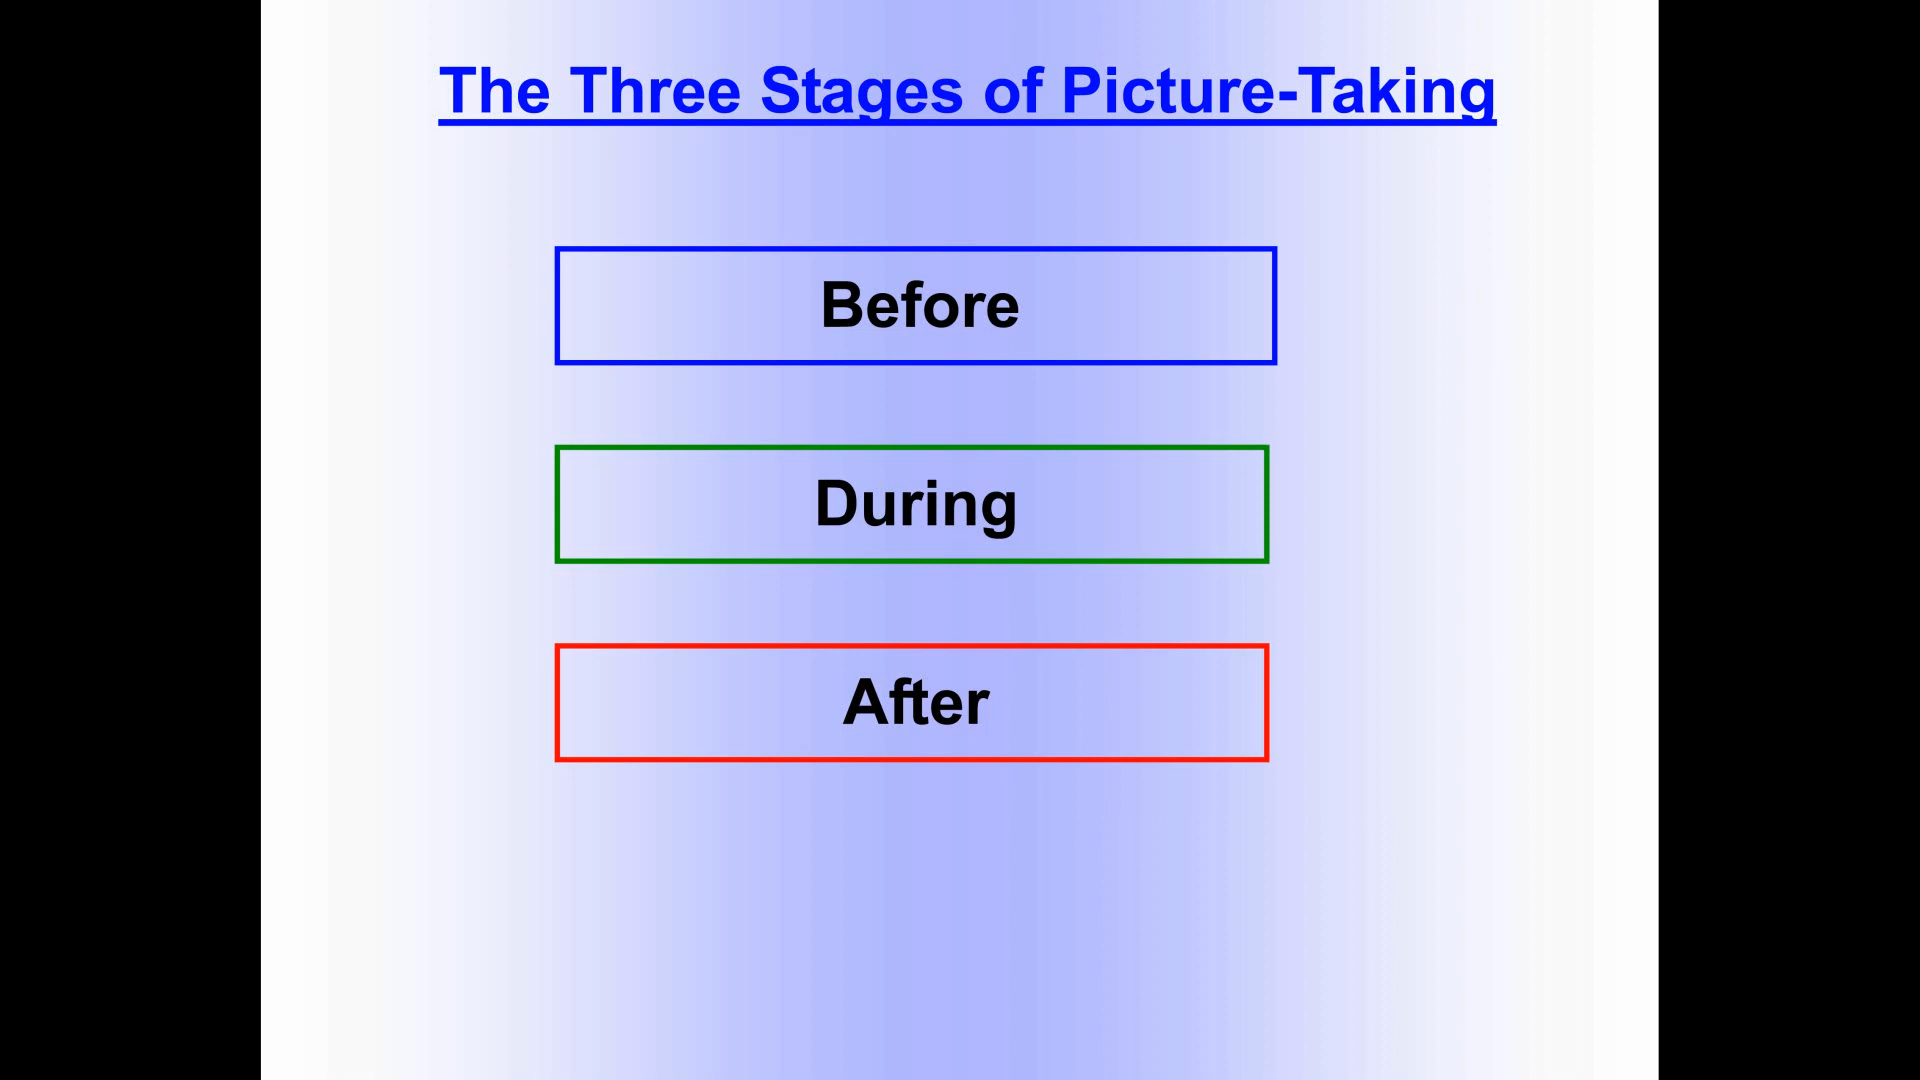 The Three Stages of Picture-Taking
Before
During
After